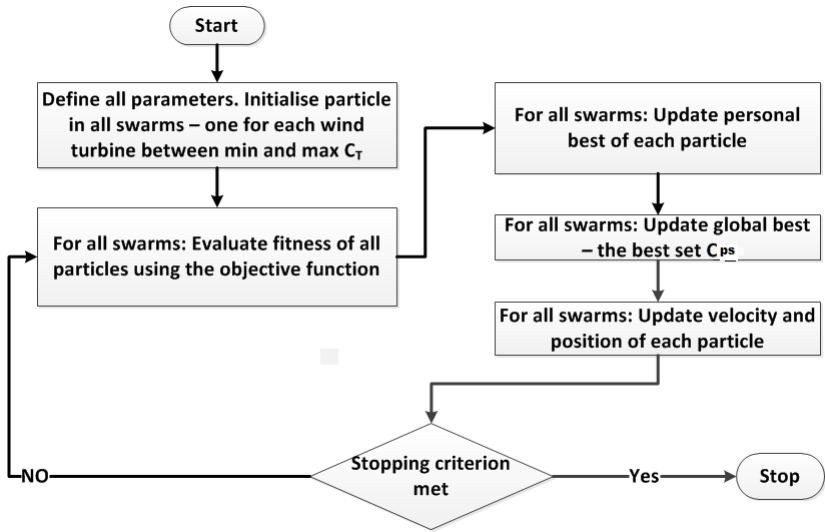 Start
Define all parameters. Initialise particle
in all swarms – one for each wind
turbine between min and max CT
For all swarms: Evaluate fitness of all
particles using the objective function
For all swarms: Update personal
best of each particle
For all swarms: Update global best
– the best set Cps
For all swarms: Update velocity and
position of each particle
Stopping criterion
met
NO
Yes
Stop